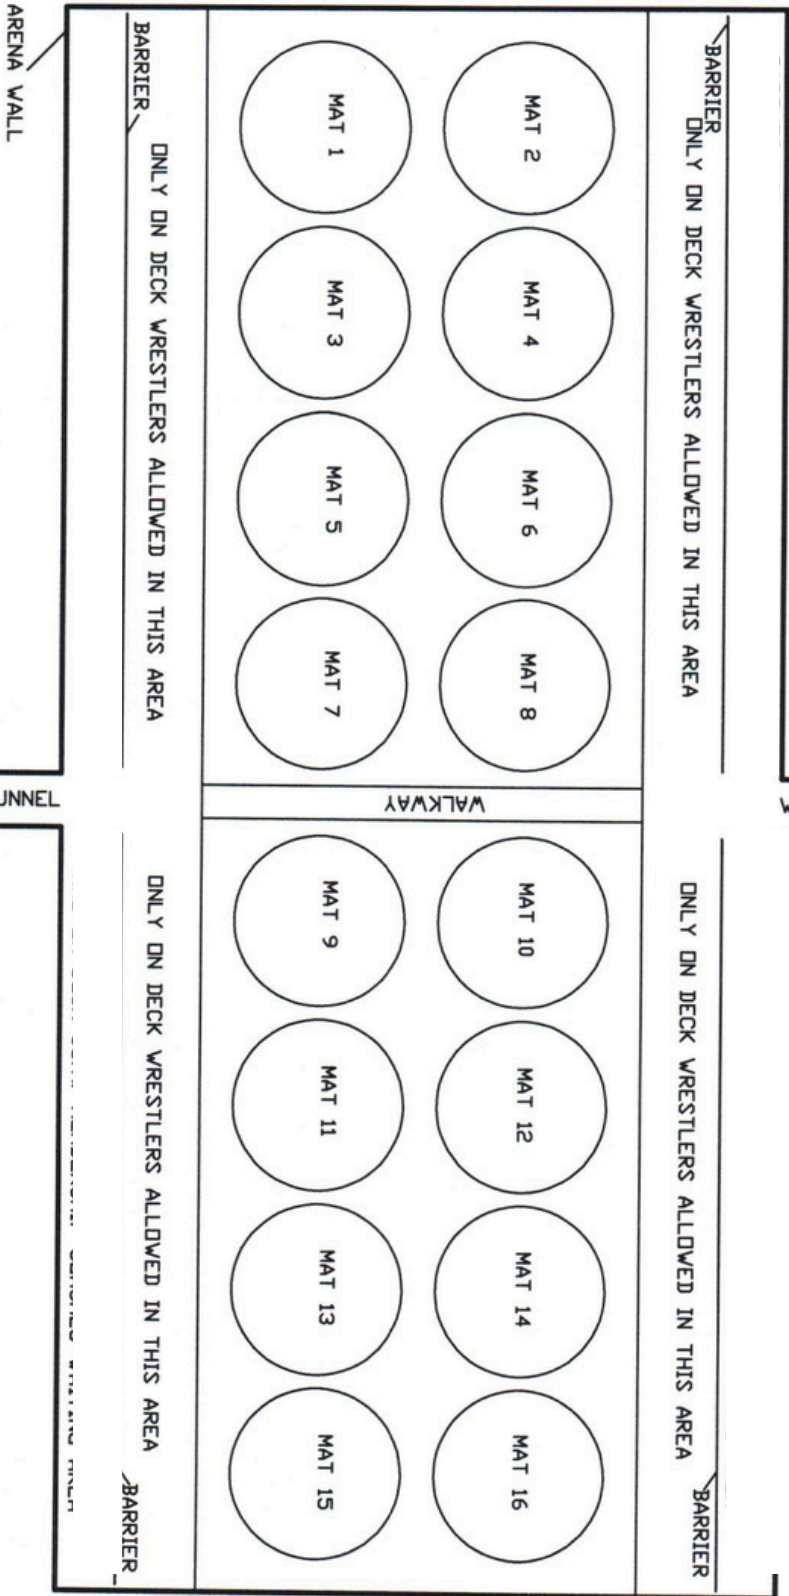 ARENA WALL
BARRIER
BARRIER
ONLY ON DECK WRESTLERS ALLOWED IN THIS AREA
ONLY ON DECK WRESTLERS ALLOWED IN THIS AREA
MAT 1
MAT 2
MAT 3
MAT 4
MAT 5
MAT 6
MAT 7
MAT 8
UNNEL
WALKWAY
W
MAT 9
MAT 10
MAT 11
MAT 12
MAT 13
MAT 14
MAT 15
MAT 16
ONLY ON DECK WRESTLERS ALLOWED IN THIS AREA
ONLY ON DECK WRESTLERS ALLOWED IN THIS AREA
BARRIER
BARRIER
WAITING AREA